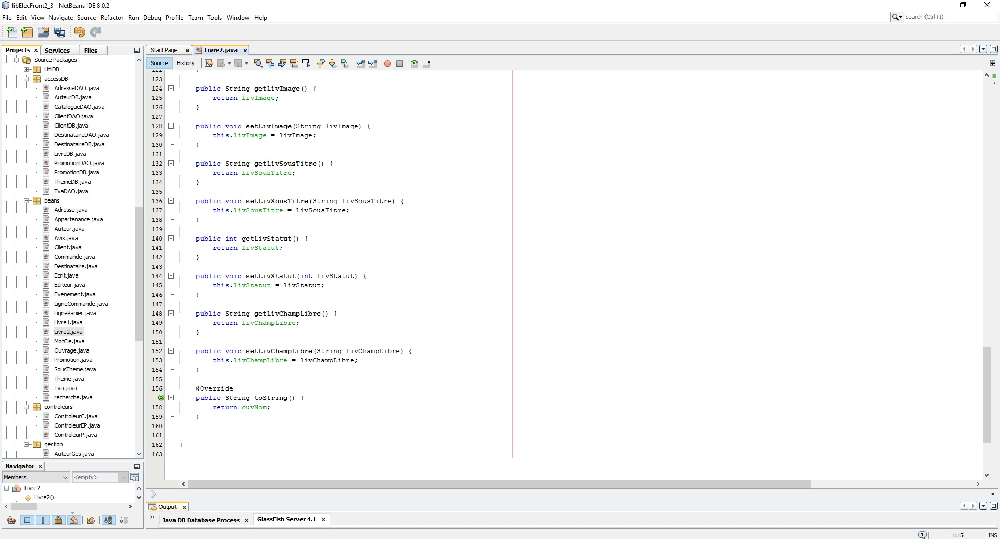 libElecFront2_3 - NetBeans IDE 8.0.2
File Edit View Navigate Source Refactor Run Debug Profile Team Tools Window Help
Search (Ctrl+I)
Projects Services Files
Start Page Livre2.java
Source History
Source Packages
UtilDB
accessDB
AdresseDAO.java
AuteurDB.java
CatalogueDAO.java
ClientDAO.java
ClientDB.java
DestinataireDAO.java
DestinataireDB.java
LivreDB.java
PromotionDAO.java
PromotionDB.java
ThemeDB.java
TvaDAO.java
beans
Adresse.java
Appartenance.java
Auteur.java
Avis.java
Client.java
Commande.java
Destinataire.java
Ecrit.java
Editeur.java
Evenement.java
LigneCommande.java
LignePanier.java
Livre1.java
Livre2.java
MotCle.java
Ouvrage.java
Promotion.java
SousTheme.java
Theme.java
Tva.java
recherche.java
controleurs
ControleurC.java
ControleurEP.java
ControleurP.java
gestion
AuteurGes.java
122 }
123
124 public String getLivImage() {
125 return livImage;
126 }
127
128 public void setLivImage(String livImage) {
129 this.livImage = livImage;
130 }
131
132 public String getLivSousTitre() {
133 return livSousTitre;
134 }
135
136 public void setLivSousTitre(String livSousTitre) {
137 this.livSousTitre = livSousTitre;
138 }
139
140 public int getLivStatut() {
141 return livStatut;
142 }
143
144 public void setLivStatut(int livStatut) {
145 this.livStatut = livStatut;
146 }
147
148 public String getLivChampLibre() {
149 return livChampLibre;
150 }
151
152 public void setLivChampLibre(String livChampLibre) {
153 this.livChampLibre = livChampLibre;
154 }
155
156 @Override
public String toString() {
158 return ouvNom;
159 }
160
161
162 }
163
Navigator
Members <empty>
Livre2
Livre2()
Output
Java DB Database Process GlassFish Server 4.1
1 1:15 INS